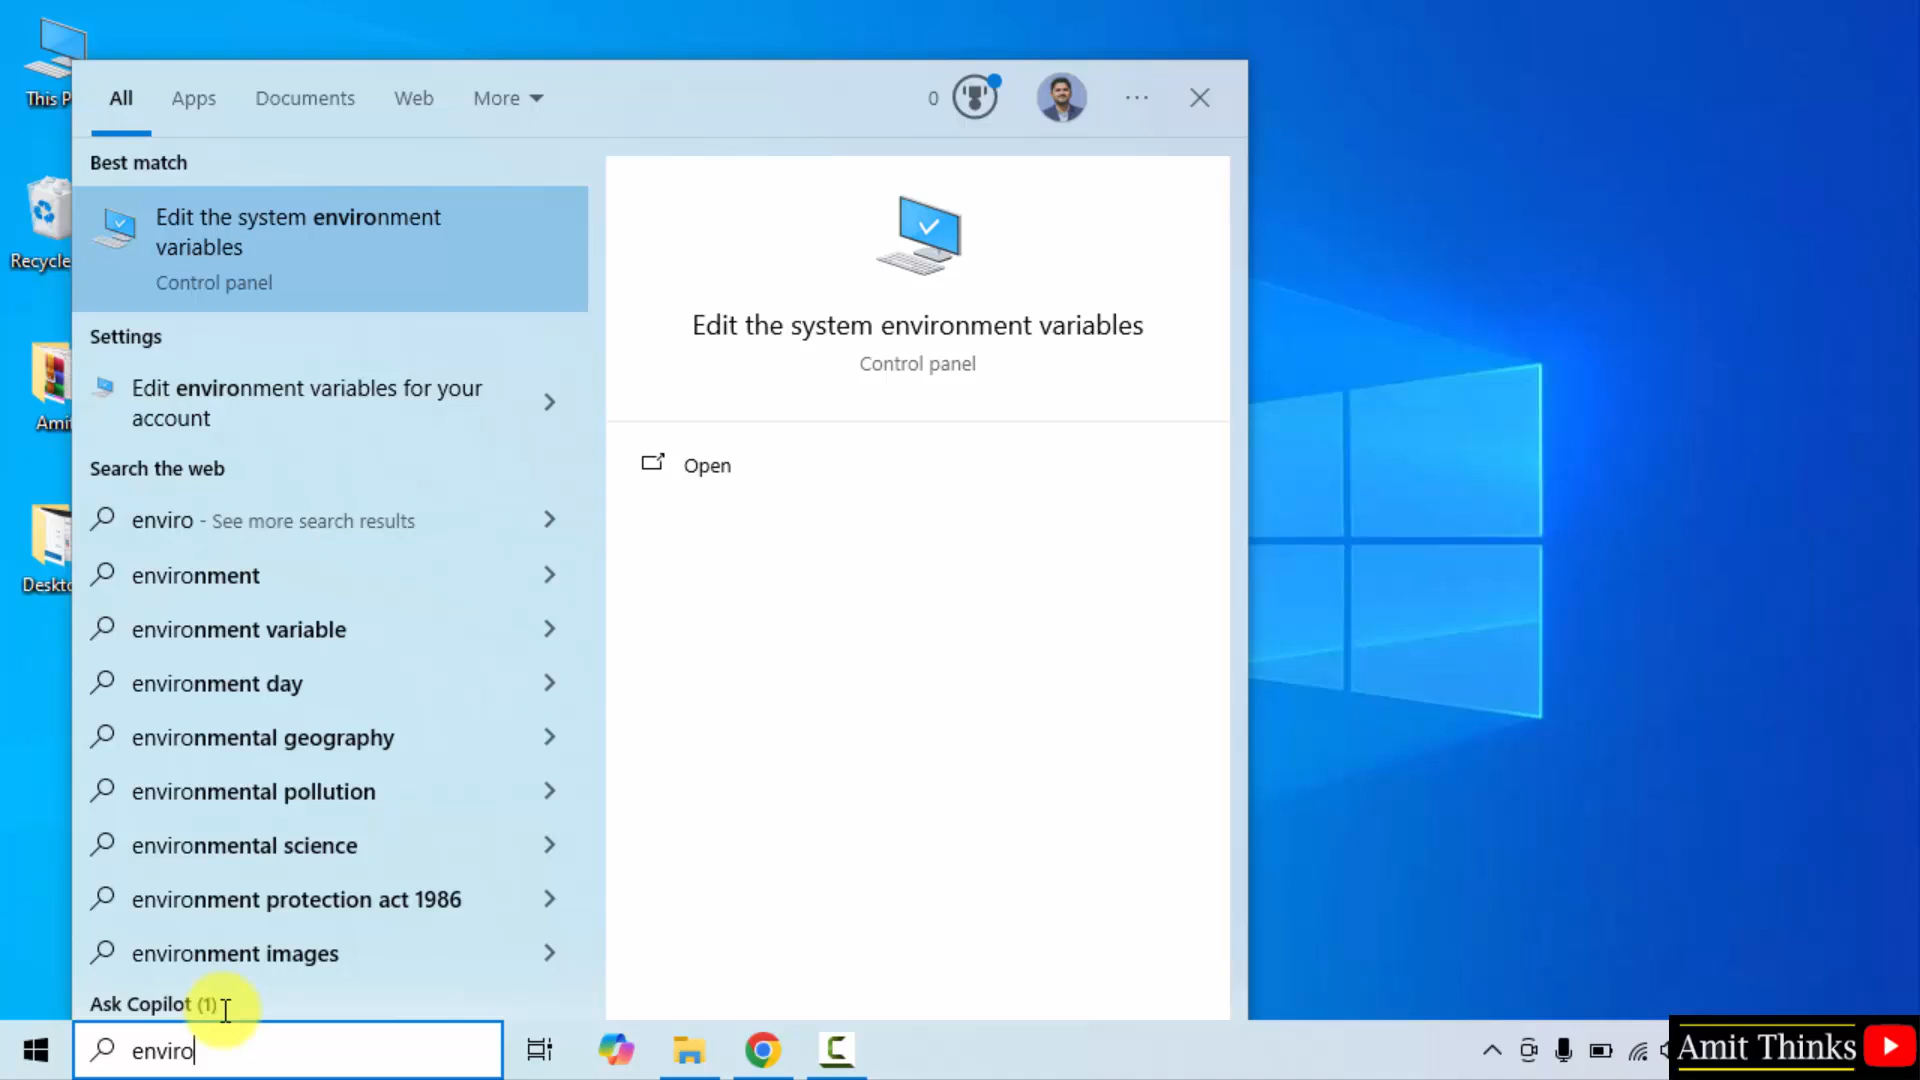 This P
Recycle
Ami
Deskto
All
Apps
Documents
Web
More
0
Best match
Edit the system environment
variables
Control panel
Settings
Edit environment variables for your
account
Search the web
enviro - See more search results
environment
environment variable
environment day
environmental geography
environmental pollution
environmental science
environment protection act 1986
environment images
Ask Copilot (1)
enviro
Edit the system environment variables
Control panel
Open
Amit Thinks